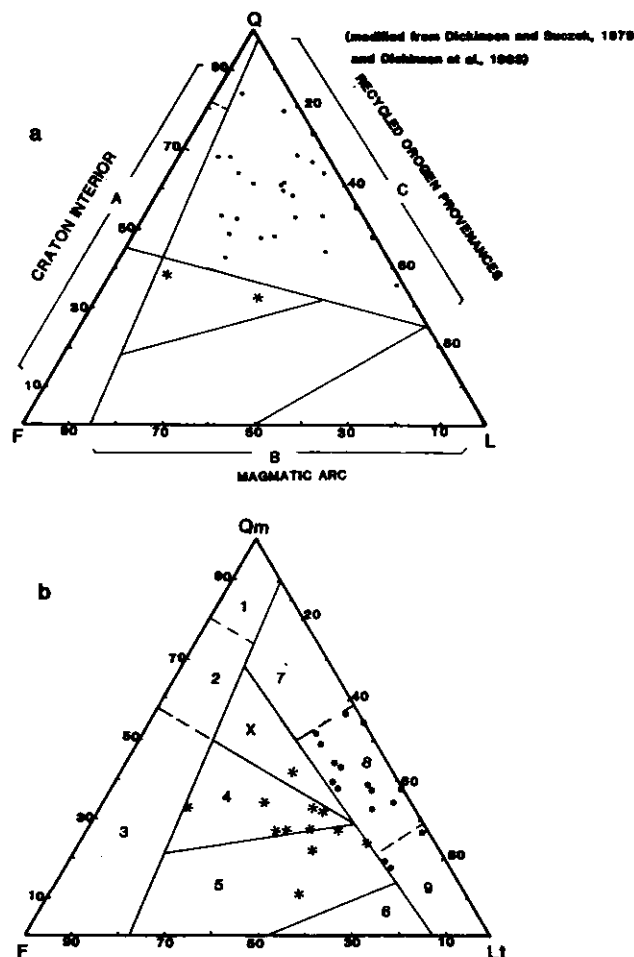 Q
(modified from Dickinson and Suczek, 1979
and Dickinson et al., 1983)
90
20
a
70
40
CRATON INTERIOR
A
C
RECYCLED OROGEN PROVENANCES
50
60
30
80
10
F
90
70
50
30
10
L
B
MAGMATIC ARC
Qm
b
90
1
20
70
2
7
40
50
X
8
60
4
30
3
5
80
10
6
9
F
90
70
50
30
10
Lt